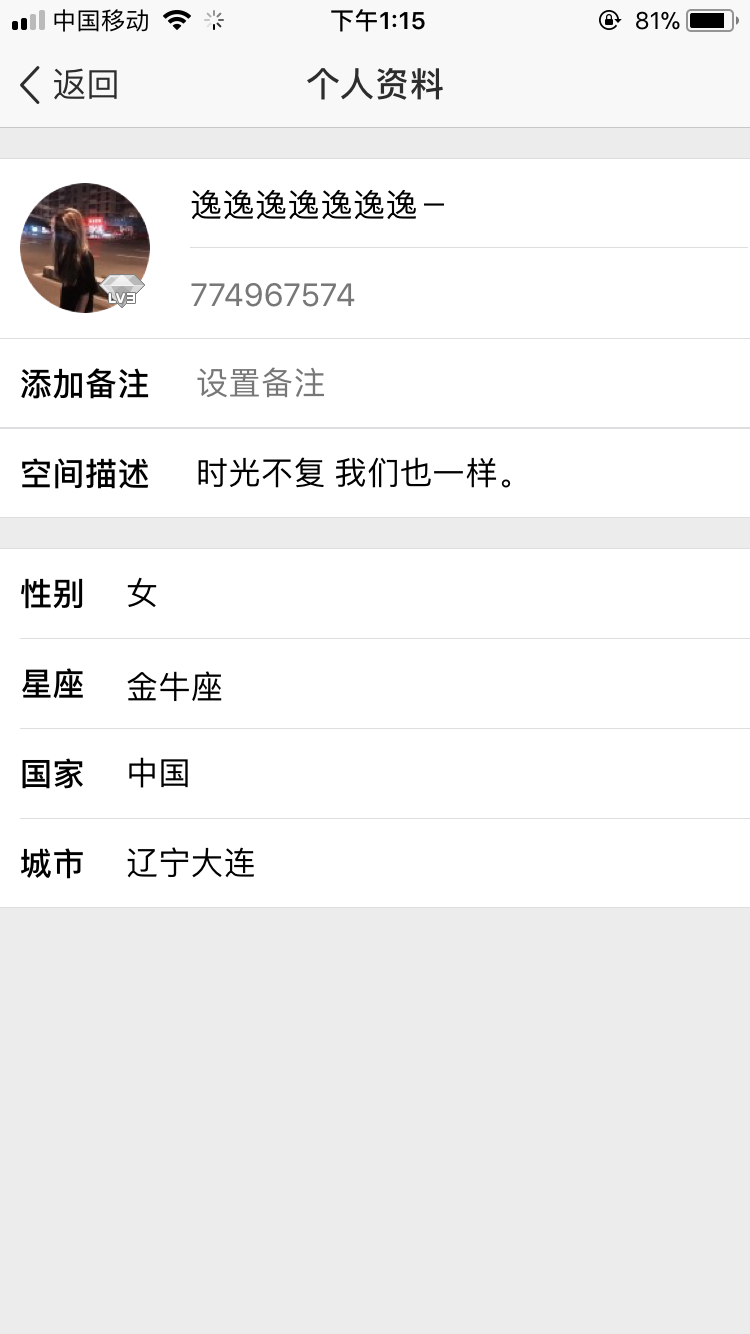 中国移动 下午1:15 81%
返回 个人资料
逸逸逸逸逸逸逸一
LV3
774967574
添加备注 设置备注
空间描述 时光不复 我们也一样。
性别 女
星座 金牛座
国家 中国
城市 辽宁大连